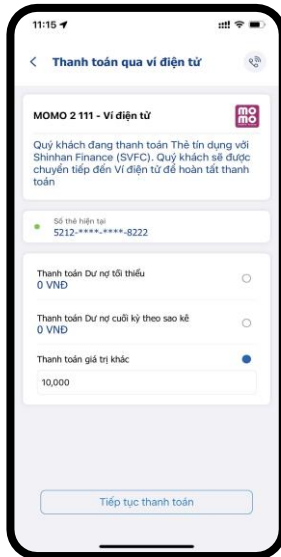 11:15
Thanh toán qua ví điện tử
MOMO 2 111 - Ví điện tử
mo
mo
Quý khách đang thanh toán Thẻ tín dụng với
Shinhan Finance (SVFC). Quý khách sẽ được
chuyển tiếp đến Ví điện tử để hoàn tất thanh
toán
Số thẻ hiện tại
5212-****-****-8222
Thanh toán Dư nợ tối thiểu
0 VNĐ
Thanh toán Dư nợ cuối kỳ theo sao kê
0 VNĐ
Thanh toán giá trị khác
10,000
Tiếp tục thanh toán